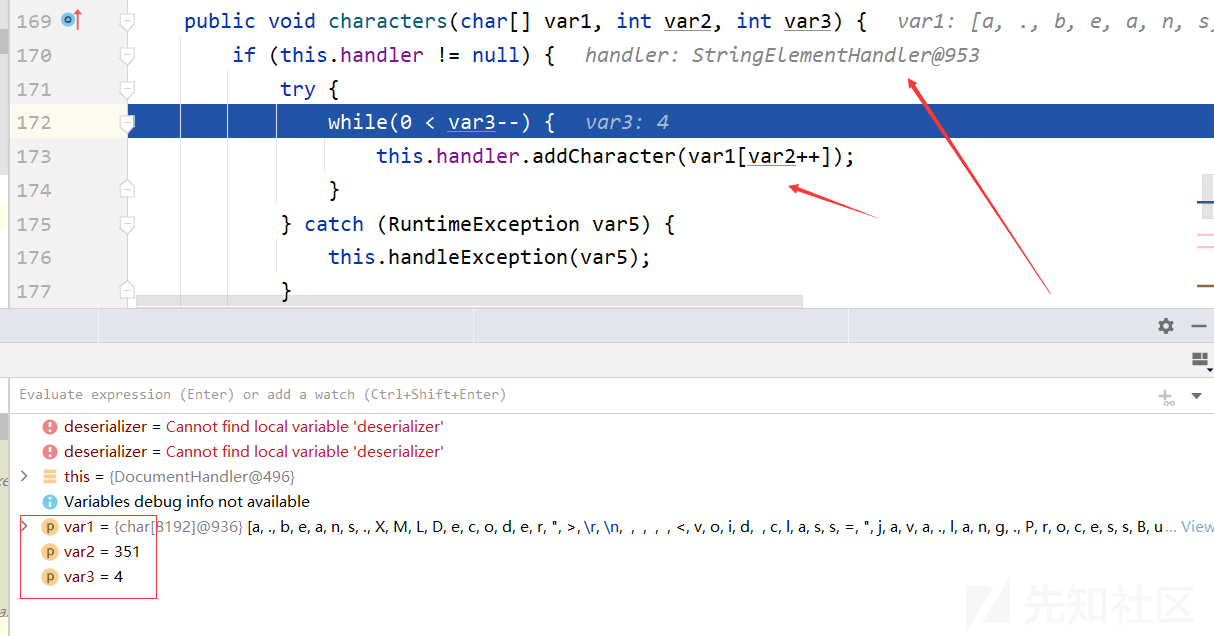 169 public void characters(char[] var1, int var2, int var3) { var1: [a, ., b, e, a, n, s,
170 if (this.handler != null) { handler: StringElementHandler@953
171 try {
172 while(0 < var3--) { var3: 4
173 this.handler.addCharacter(var1[var2++]);
174 }
175 } catch (RuntimeException var5) {
176 this.handleException(var5);
177 }
Evaluate expression (Enter) or add a watch (Ctrl+Shift+Enter)
deserializer = Cannot find local variable 'deserializer'
deserializer = Cannot find local variable 'deserializer'
this = {DocumentHandler@496}
Variables debug info not available
var1 = {char[8192]@936} [a, ., b, e, a, n, s, ., X, M, L, D, e, c, o, d, e, r, ", >, \r, \n, , , , , <, v, o, i, d, , c, l, a, s, s, =, ", j, a, v, a, ., l, a, n, g, ., P, r, o, c, e, s, s, B, u ... View
var2 = 351
var3 = 4
先知社区